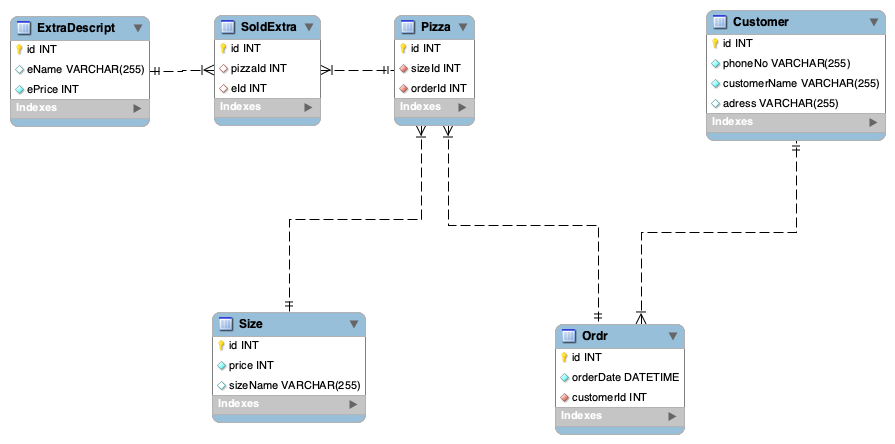 ExtraDescript
id INT
eName VARCHAR(255)
ePrice INT
Indexes
SoldExtra
id INT
pizzaId INT
eId INT
Indexes
Pizza
id INT
sizeId INT
orderId INT
Indexes
Customer
id INT
phoneNo VARCHAR(255)
customerName VARCHAR(255)
adress VARCHAR(255)
Indexes
Size
id INT
price INT
sizeName VARCHAR(255)
Indexes
Ordr
id INT
orderDate DATETIME
customerId INT
Indexes